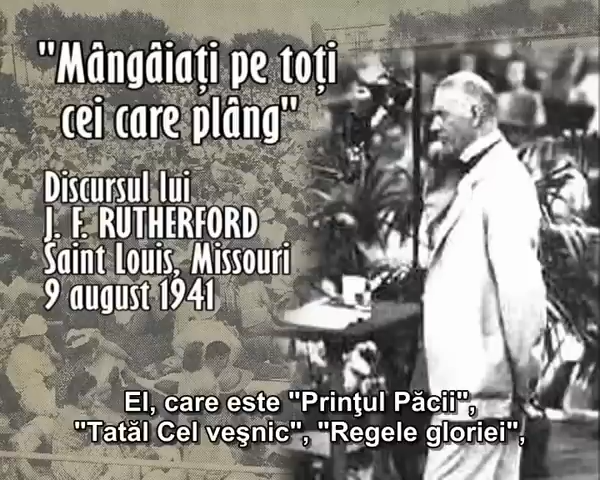 "Mângâiați pe toți
cei care plâng"
Discursul lui
J. F. RUTHERFORD
Saint Louis, Missouri
9 august 1941
El, care este "Prinţul Păcii",
"Tatăl Cel veşnic", "Regele gloriei",